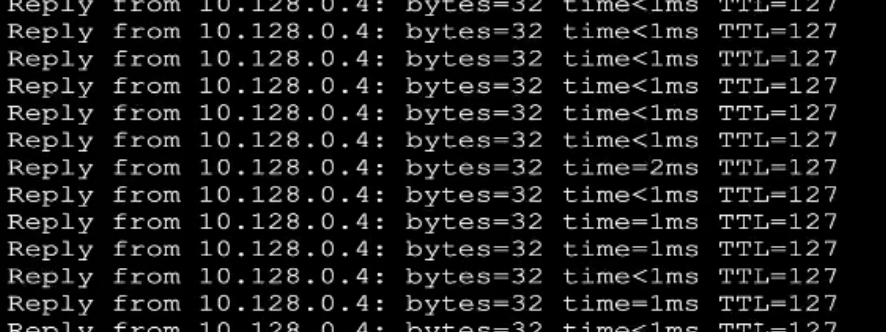 Reply from 10.128.0.4: bytes=32 time<1ms TTL=127
Reply from 10.128.0.4: bytes=32 time<1ms TTL=127
Reply from 10.128.0.4: bytes=32 time<1ms TTL=127
Reply from 10.128.0.4: bytes=32 time<1ms TTL=127
Reply from 10.128.0.4: bytes=32 time<1ms TTL=127
Reply from 10.128.0.4: bytes=32 time<1ms TTL=127
Reply from 10.128.0.4: bytes=32 time=2ms TTL=127
Reply from 10.128.0.4: bytes=32 time<1ms TTL=127
Reply from 10.128.0.4: bytes=32 time=1ms TTL=127
Reply from 10.128.0.4: bytes=32 time=1ms TTL=127
Reply from 10.128.0.4: bytes=32 time<1ms TTL=127
Reply from 10.128.0.4: bytes=32 time=1ms TTL=127
Reply from 10.128.0.4: bytes=32 time<1ms TTL=127